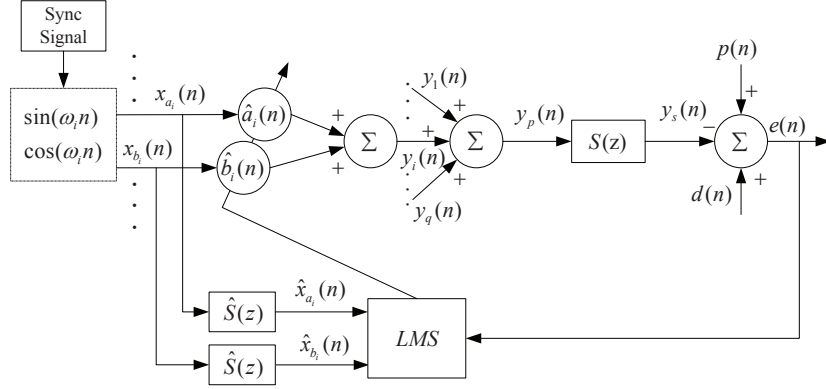 Sync
Signal
sin(ω_i n)
cos(ω_i n)
x_{a_i}(n)
x_{b_i}(n)
â_i(n)
b̂_i(n)
+
+
Σ
y_i(n)
y_1(n)
+
+
+
y_q(n)
Σ
y_p(n)
S(z)
y_s(n)
p(n)
+
−
Σ
e(n)
+
d(n)
Ŝ(z)
x̂_{a_i}(n)
Ŝ(z)
x̂_{b_i}(n)
LMS